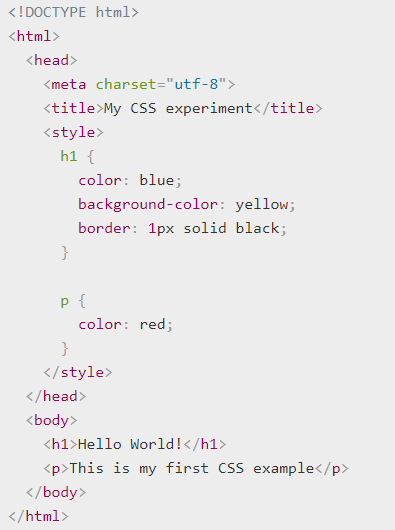 <!DOCTYPE html>
<html>
  <head>
    <meta charset="utf-8">
    <title>My CSS experiment</title>
    <style>
      h1 {
        color: blue;
        background-color: yellow;
        border: 1px solid black;
      }

      p {
        color: red;
      }
    </style>
  </head>
  <body>
    <h1>Hello World!</h1>
    <p>This is my first CSS example</p>
  </body>
</html>